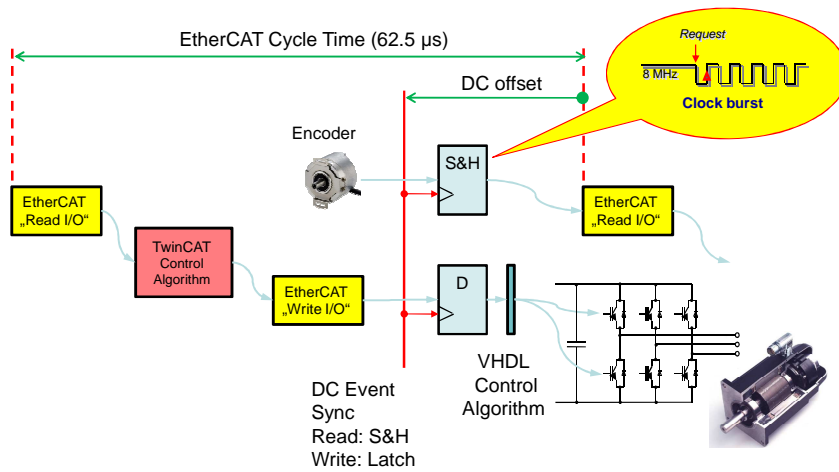 EtherCAT Cycle Time (62.5 µs)
Request
8 MHz
Clock burst
DC offset
Encoder
S&H
EtherCAT
„Read I/O“
TwinCAT
Control
Algorithm
EtherCAT
„Write I/O“
D
EtherCAT
„Read I/O“
VHDL
Control
Algorithm
DC Event
Sync
Read: S&H
Write: Latch